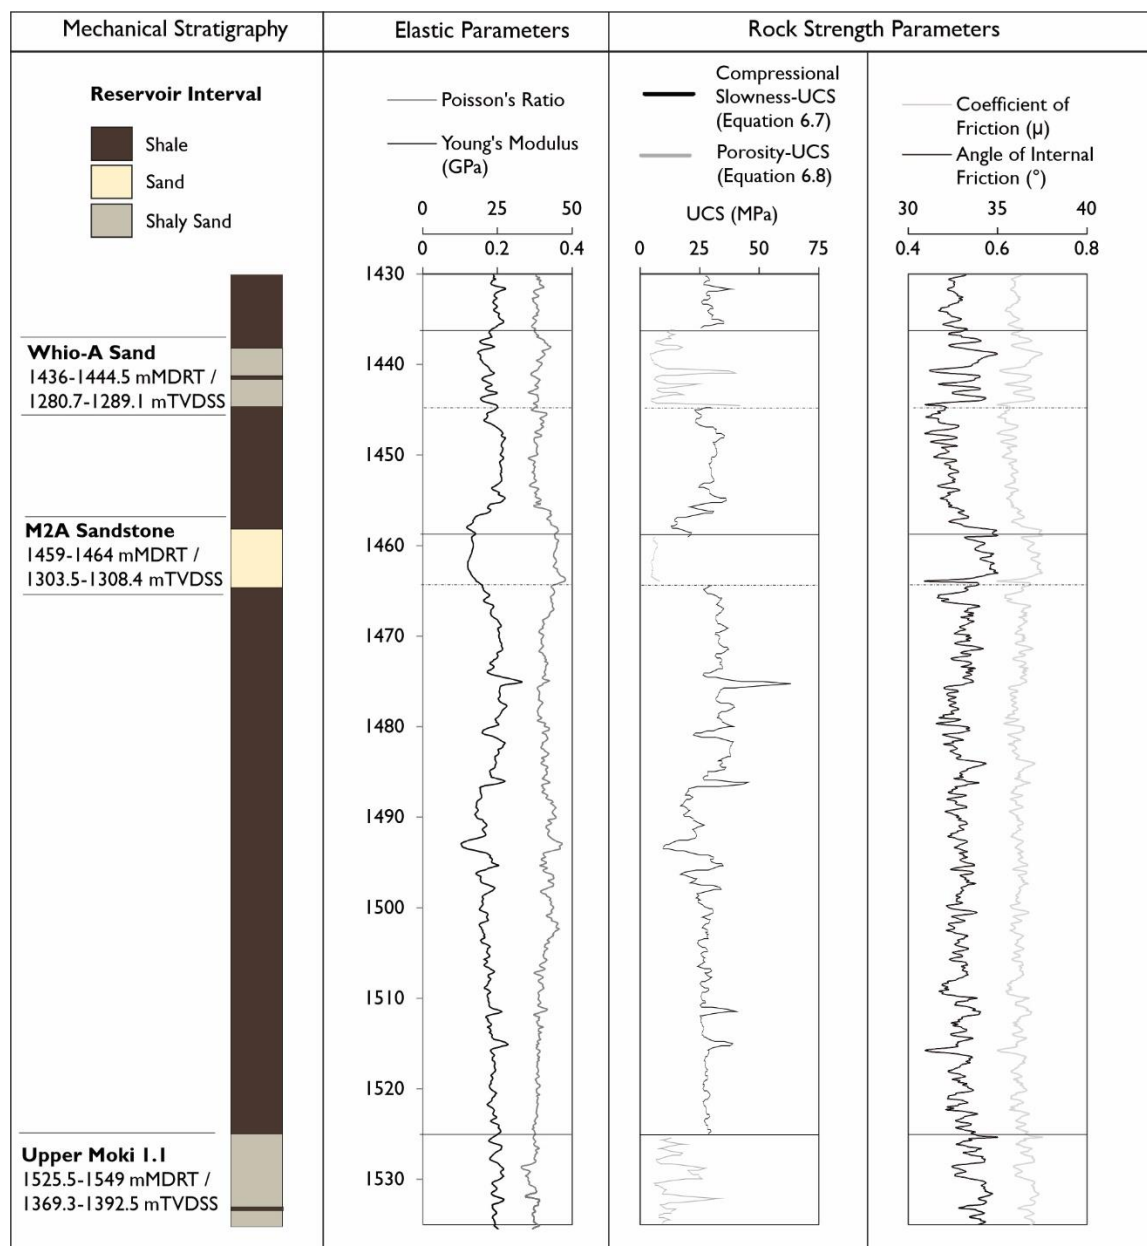 Mechanical Stratigraphy
Elastic Parameters
Rock Strength Parameters
Reservoir Interval
Shale
Sand
Shaly Sand
Poisson's Ratio
Young's Modulus
(GPa)
Compressional
Slowness-UCS
(Equation 6.7)
Porosity-UCS
(Equation 6.8)
UCS (MPa)
Coefficient of
Friction (μ)
Angle of Internal
Friction (°)
0 25 50
0 0.2 0.4
0 25 50 75
30 35 40
0.4 0.6 0.8
1430
1440
1450
1460
1470
1480
1490
1500
1510
1520
1530
Whio-A Sand
1436-1444.5 mMDRT /
1280.7-1289.1 mTVDSS
M2A Sandstone
1459-1464 mMDRT /
1303.5-1308.4 mTVDSS
Upper Moki 1.1
1525.5-1549 mMDRT /
1369.3-1392.5 mTVDSS